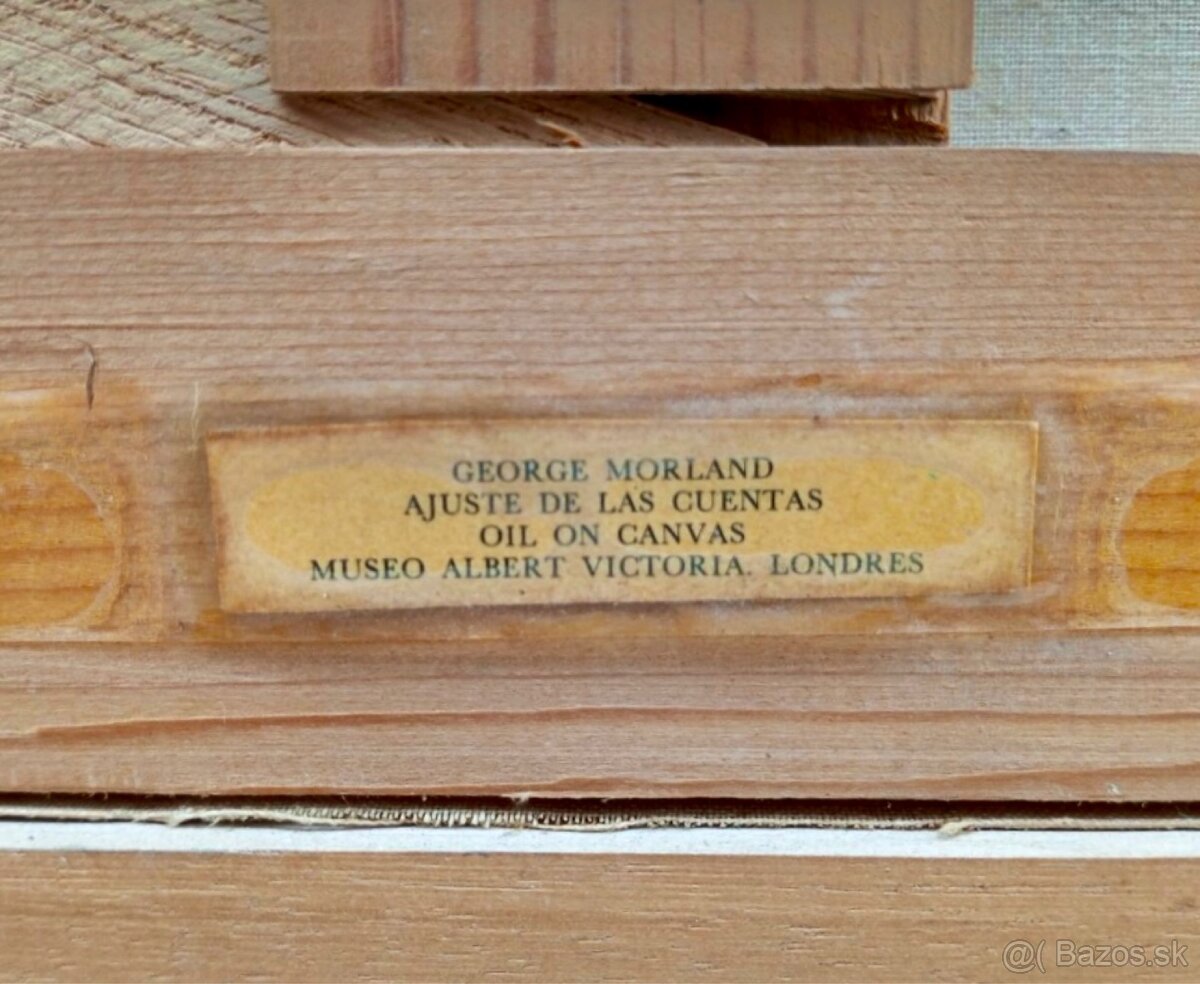 GEORGE MORLAND
AJUSTE DE LAS CUENTAS
OIL ON CANVAS
MUSEO ALBERT VICTORIA. LONDRES
@( Bazos.sk